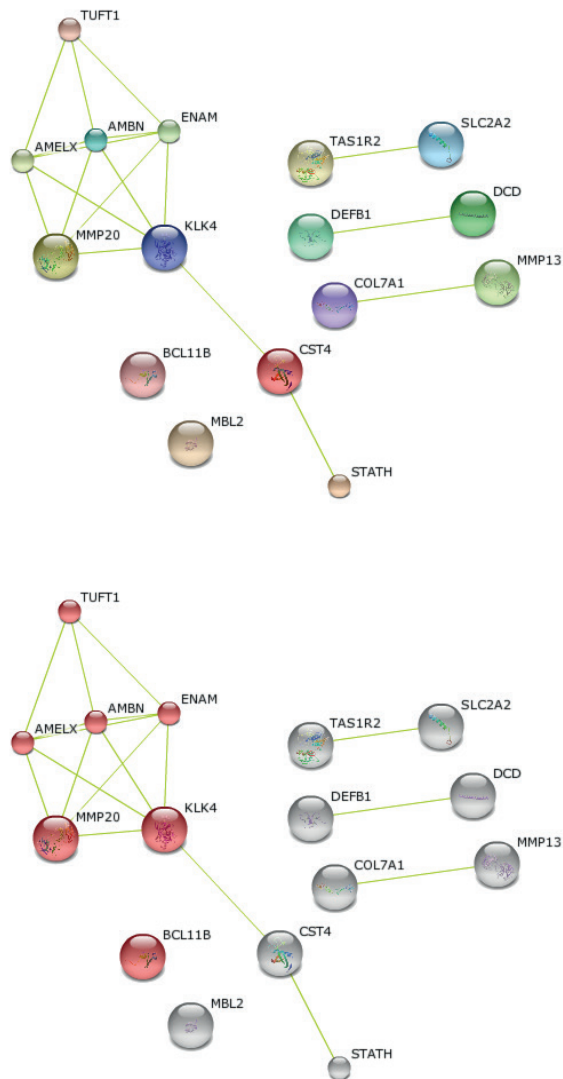 TUFT1
AMBN
ENAM
AMELX
TAS1R2
SLC2A2
DEFB1
DCD
MMP20
KLK4
COL7A1
MMP13
BCL11B
CST4
MBL2
STATH
TUFT1
AMBN
ENAM
AMELX
TAS1R2
SLC2A2
DEFB1
DCD
MMP20
KLK4
COL7A1
MMP13
BCL11B
CST4
MBL2
STATH